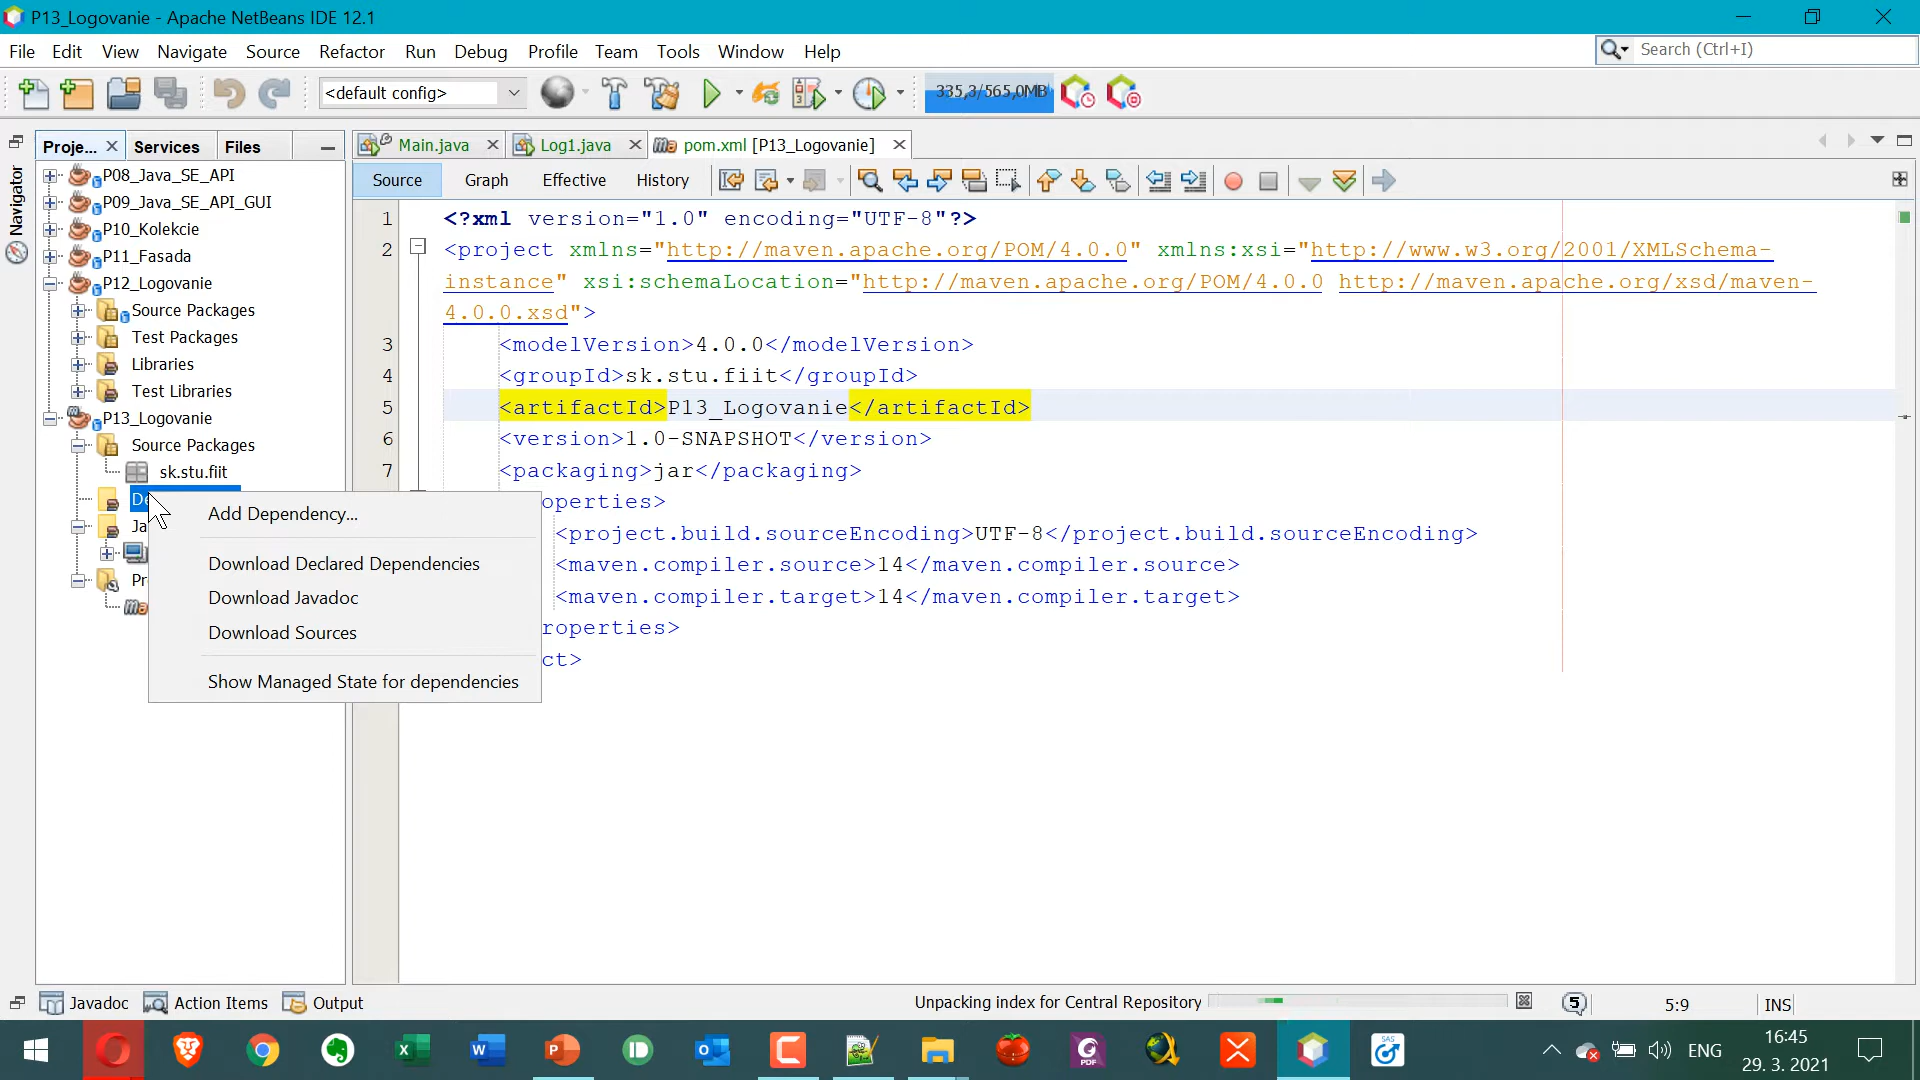 P13_Logovanie - Apache NetBeans IDE 12.1
File Edit View Navigate Source Refactor Run Debug Profile Team Tools Window Help
Search (Ctrl+I)
<default config>
335,3/565,0MB
Proje... Services Files
Main.java Log1.java pom.xml [P13_Logovanie]
Navigator
Source Graph Effective History
P08_Java_SE_API
P09_Java_SE_API_GUI
P10_Kolekcie
P11_Fasada
P12_Logovanie
Source Packages
Test Packages
Libraries
Test Libraries
P13_Logovanie
Source Packages
sk.stu.fiit
De
Ja
Pr
Add Dependency...
Download Declared Dependencies
Download Javadoc
Download Sources
Show Managed State for dependencies
1 <?xml version="1.0" encoding="UTF-8"?>
2 <project xmlns="http://maven.apache.org/POM/4.0.0" xmlns:xsi="http://www.w3.org/2001/XMLSchema-
instance" xsi:schemaLocation="http://maven.apache.org/POM/4.0.0 http://maven.apache.org/xsd/maven-
4.0.0.xsd">
3 <modelVersion>4.0.0</modelVersion>
4 <groupId>sk.stu.fiit</groupId>
5 <artifactId>P13_Logovanie</artifactId>
6 <version>1.0-SNAPSHOT</version>
7 <packaging>jar</packaging>
operties>
<project.build.sourceEncoding>UTF-8</project.build.sourceEncoding>
<maven.compiler.source>14</maven.compiler.source>
<maven.compiler.target>14</maven.compiler.target>
roperties>
ct>
Javadoc Action Items Output
Unpacking index for Central Repository
5
5:9
INS
PDF
SAS
ENG
16:45
29. 3. 2021